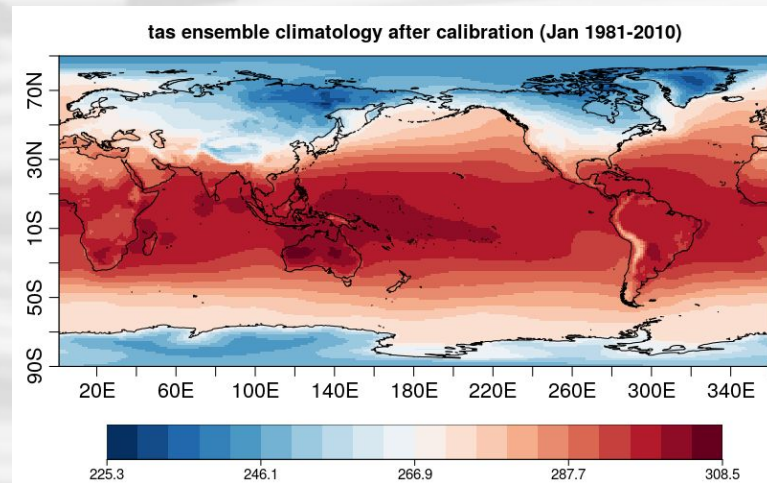 tas ensemble climatology after calibration (Jan 1981-2010)
70N
30N
10S
50S
90S
20E 60E 100E 140E 180E 220E 260E 300E 340E
225.3 246.1 266.9 287.7 308.5